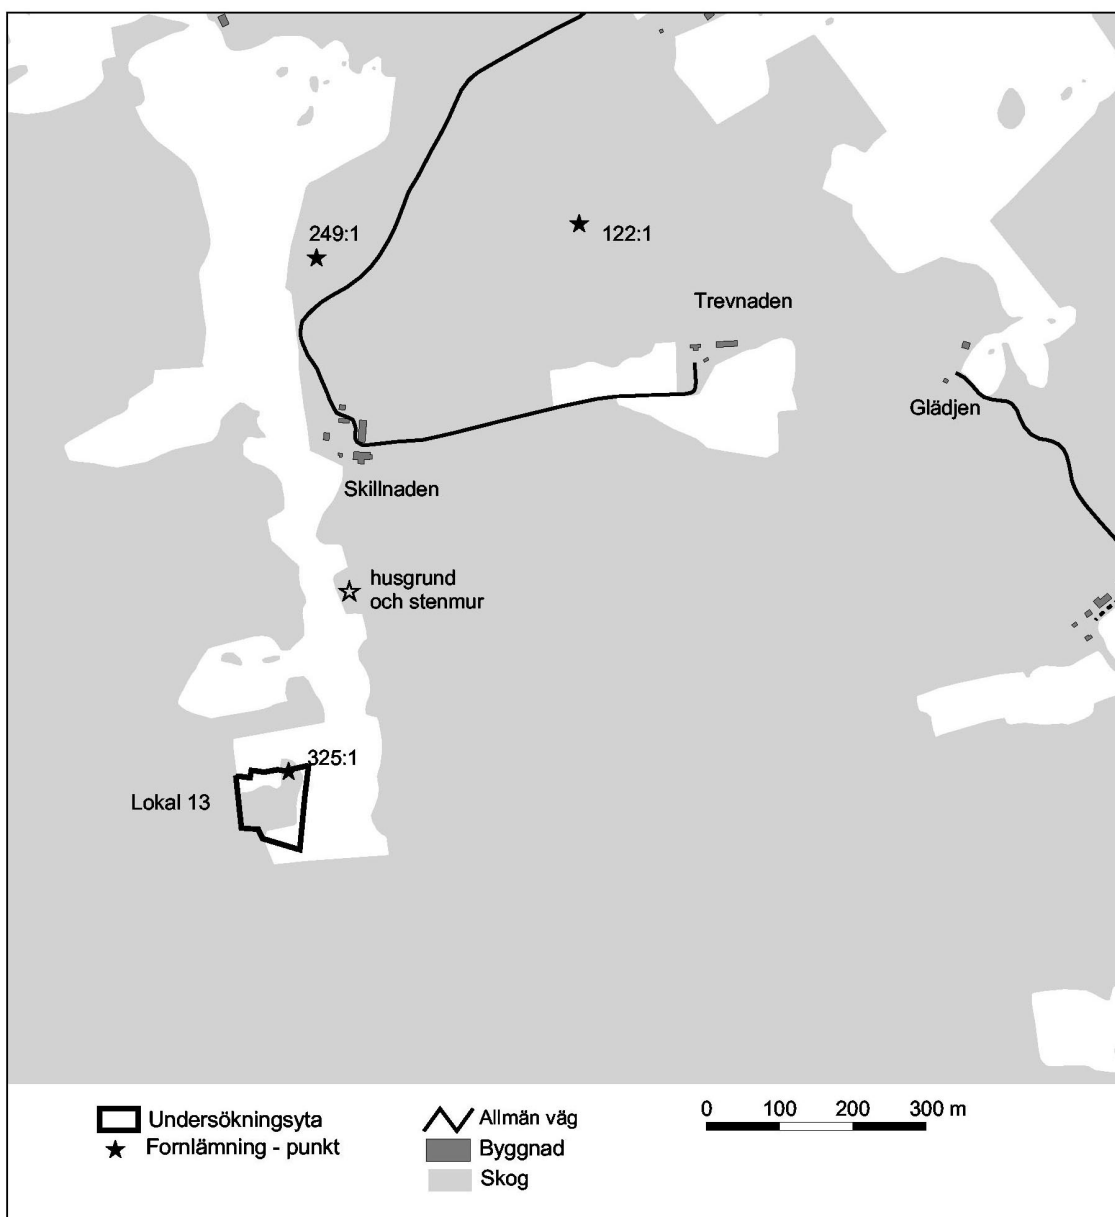 249:1
122:1
Trevnaden
Glädjen
Skillnaden
husgrund
och stenmur
325:1
Lokal 13
Undersökningsyta
Fornlämning - punkt
Allmän väg
Byggnad
Skog
0 100 200 300 m